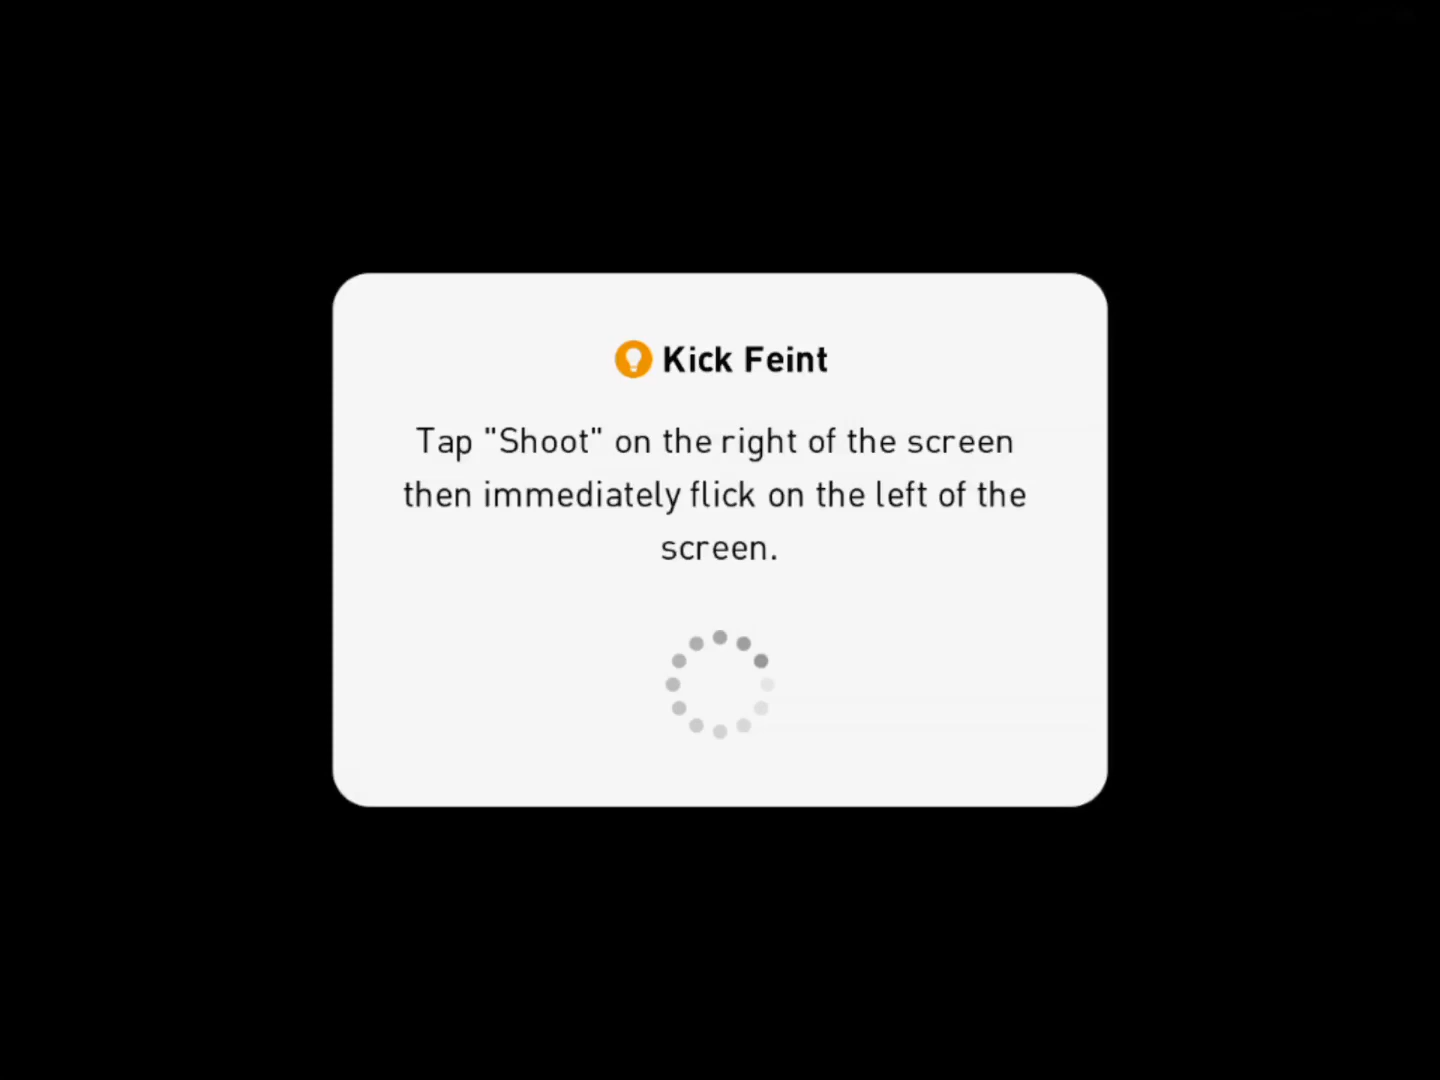 Kick Feint
Tap "Shoot" on the right of the screen
then immediately flick on the left of the
screen.